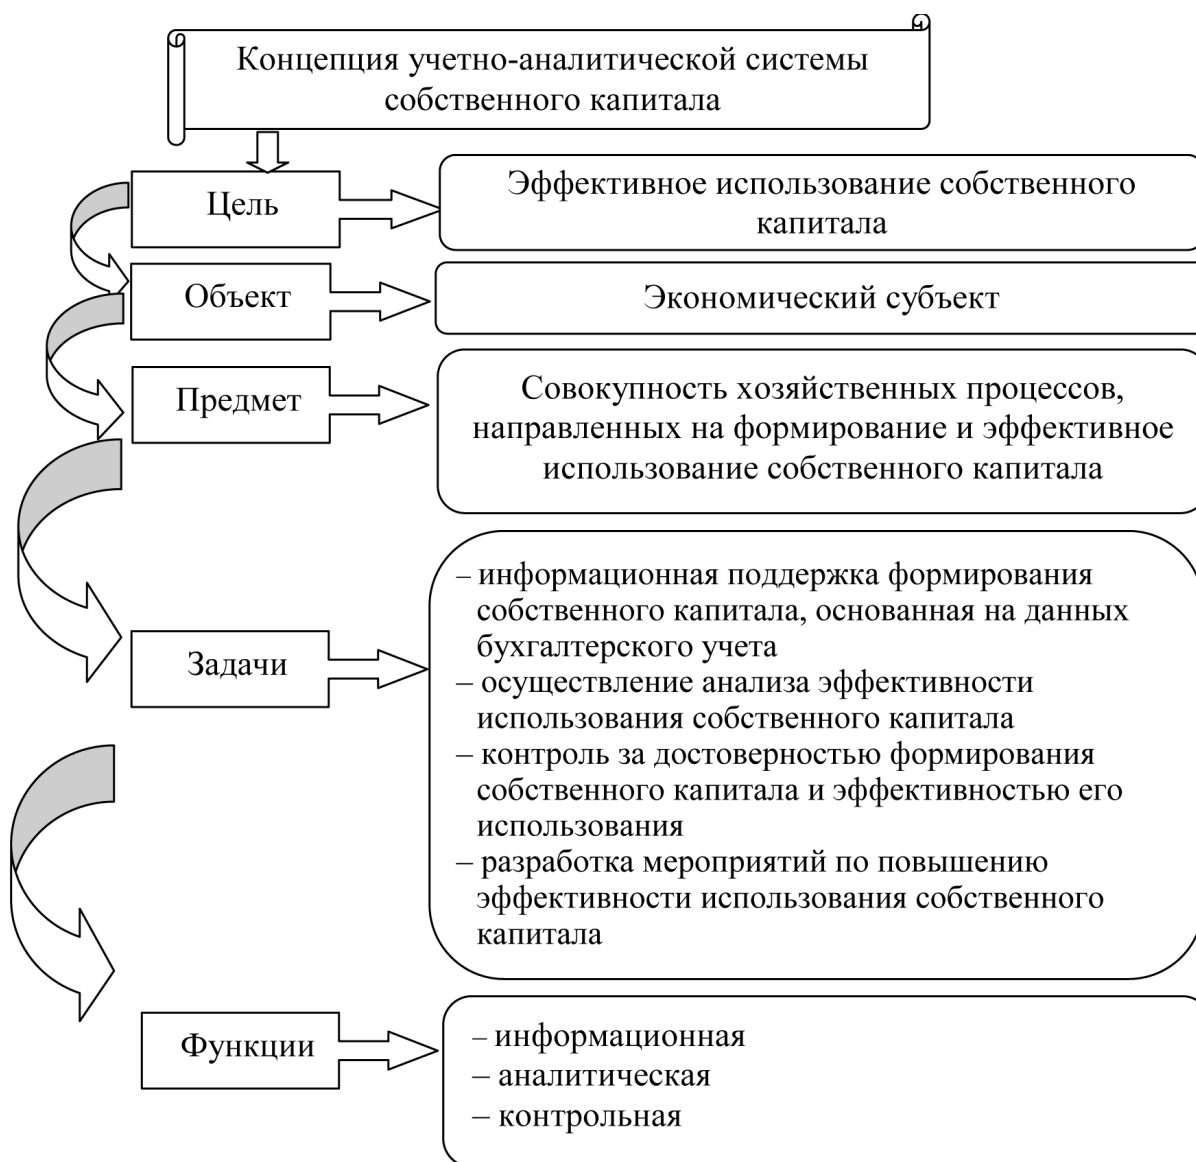 Концепция учетно-аналитической системы
собственного капитала
Цель
Эффективное использование собственного
капитала
Объект
Экономический субъект
Предмет
Совокупность хозяйственных процессов,
направленных на формирование и эффективное
использование собственного капитала
Задачи
– информационная поддержка формирования
собственного капитала, основанная на данных
бухгалтерского учета
– осуществление анализа эффективности
использования собственного капитала
– контроль за достоверностью формирования
собственного капитала и эффективностью его
использования
– разработка мероприятий по повышению
эффективности использования собственного
капитала
Функции
– информационная
– аналитическая
– контрольная